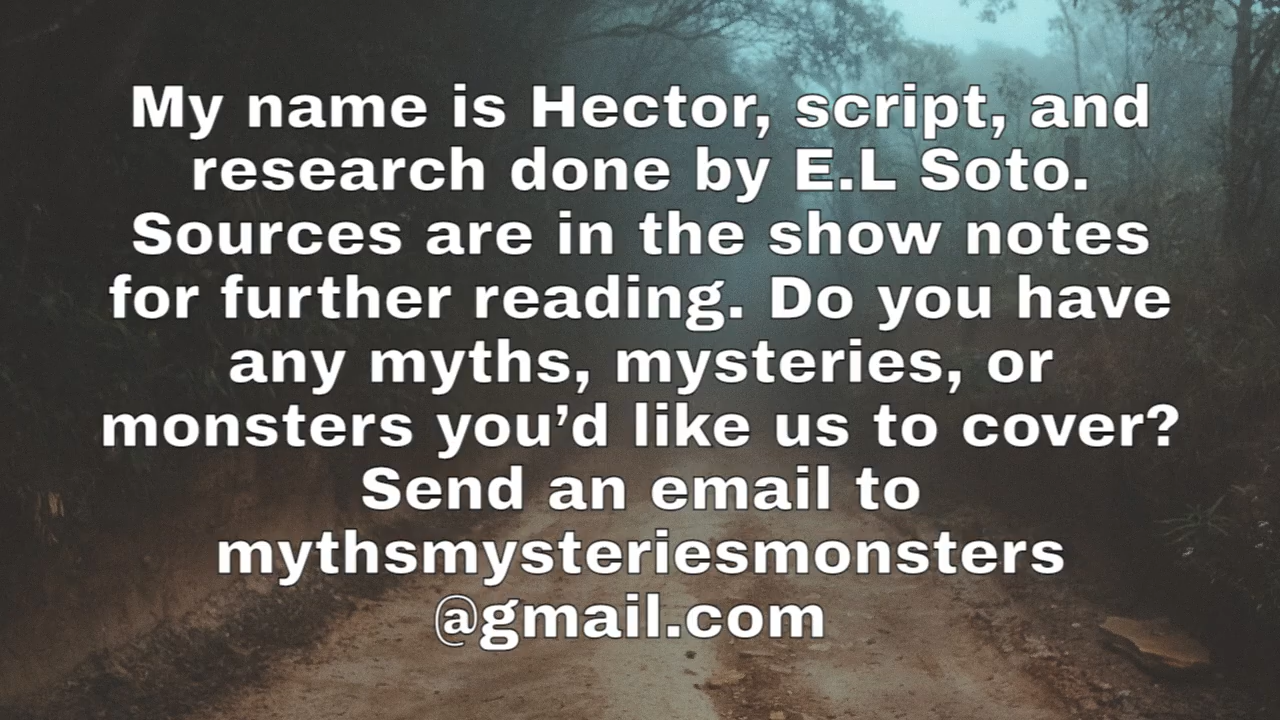 My name is Hector, script, and
research done by E.L Soto.
Sources are in the show notes
for further reading. Do you have
any myths, mysteries, or
monsters you’d like us to cover?
Send an email to
mythsmysteriesmonsters
@gmail.com